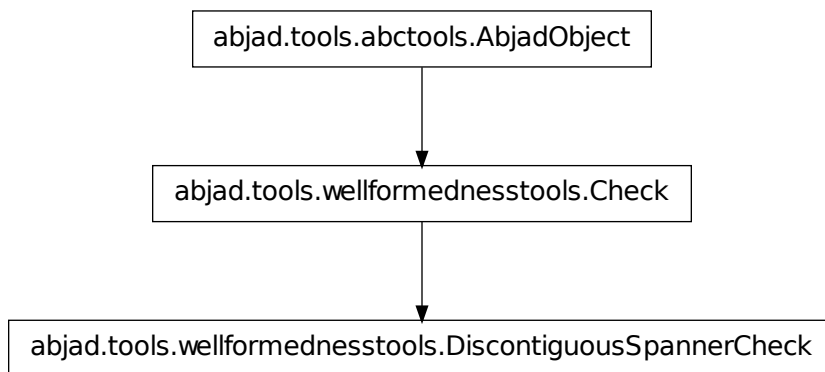 abjad.tools.abctools.AbjadObject
abjad.tools.wellformednesstools.Check
abjad.tools.wellformednesstools.DiscontiguousSpannerCheck